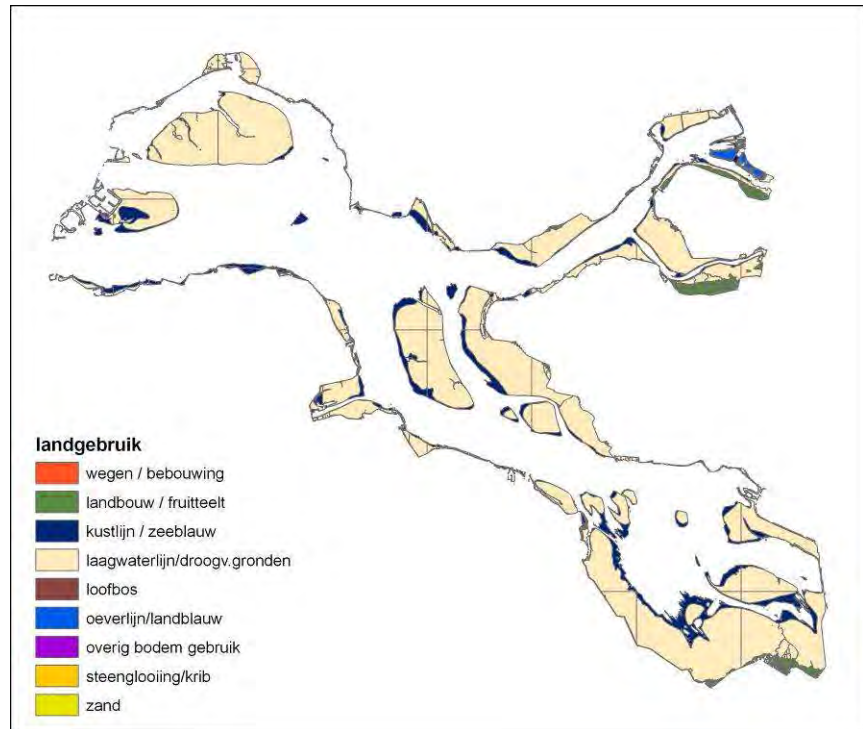 landgebruik
wegen / bebouwing
landbouw / fruitteelt
kustlijn / zeeblauw
laagwaterlijn/droogv.gronden
loofbos
oeverlijn/landblauw
overig bodem gebruik
steenglooiing/krib
zand